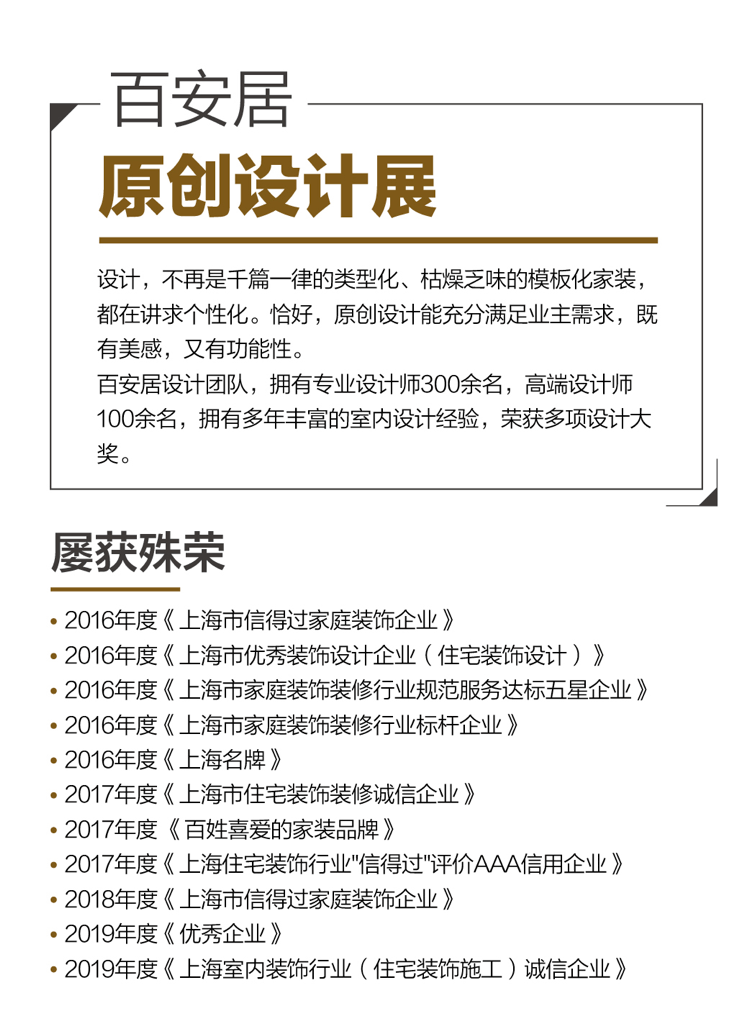 百安居
原创设计展
设计，不再是千篇一律的类型化、枯燥乏味的模板化家装，
都在讲求个性化。恰好，原创设计能充分满足业主需求，既
有美感，又有功能性。
百安居设计团队，拥有专业设计师300余名，高端设计师
100余名，拥有多年丰富的室内设计经验，荣获多项设计大
奖。
屡获殊荣
• 2016年度《上海市信得过家庭装饰企业》
• 2016年度《上海市优秀装饰设计企业（住宅装饰设计）》
• 2016年度《上海市家庭装饰装修行业规范服务达标五星企业》
• 2016年度《上海市家庭装饰装修行业标杆企业》
• 2016年度《上海名牌》
• 2017年度《上海市住宅装饰装修诚信企业》
• 2017年度《百姓喜爱的家装品牌》
• 2017年度《上海住宅装饰行业"信得过"评价AAA信用企业》
• 2018年度《上海市信得过家庭装饰企业》
• 2019年度《优秀企业》
• 2019年度《上海室内装饰行业（住宅装饰施工）诚信企业》